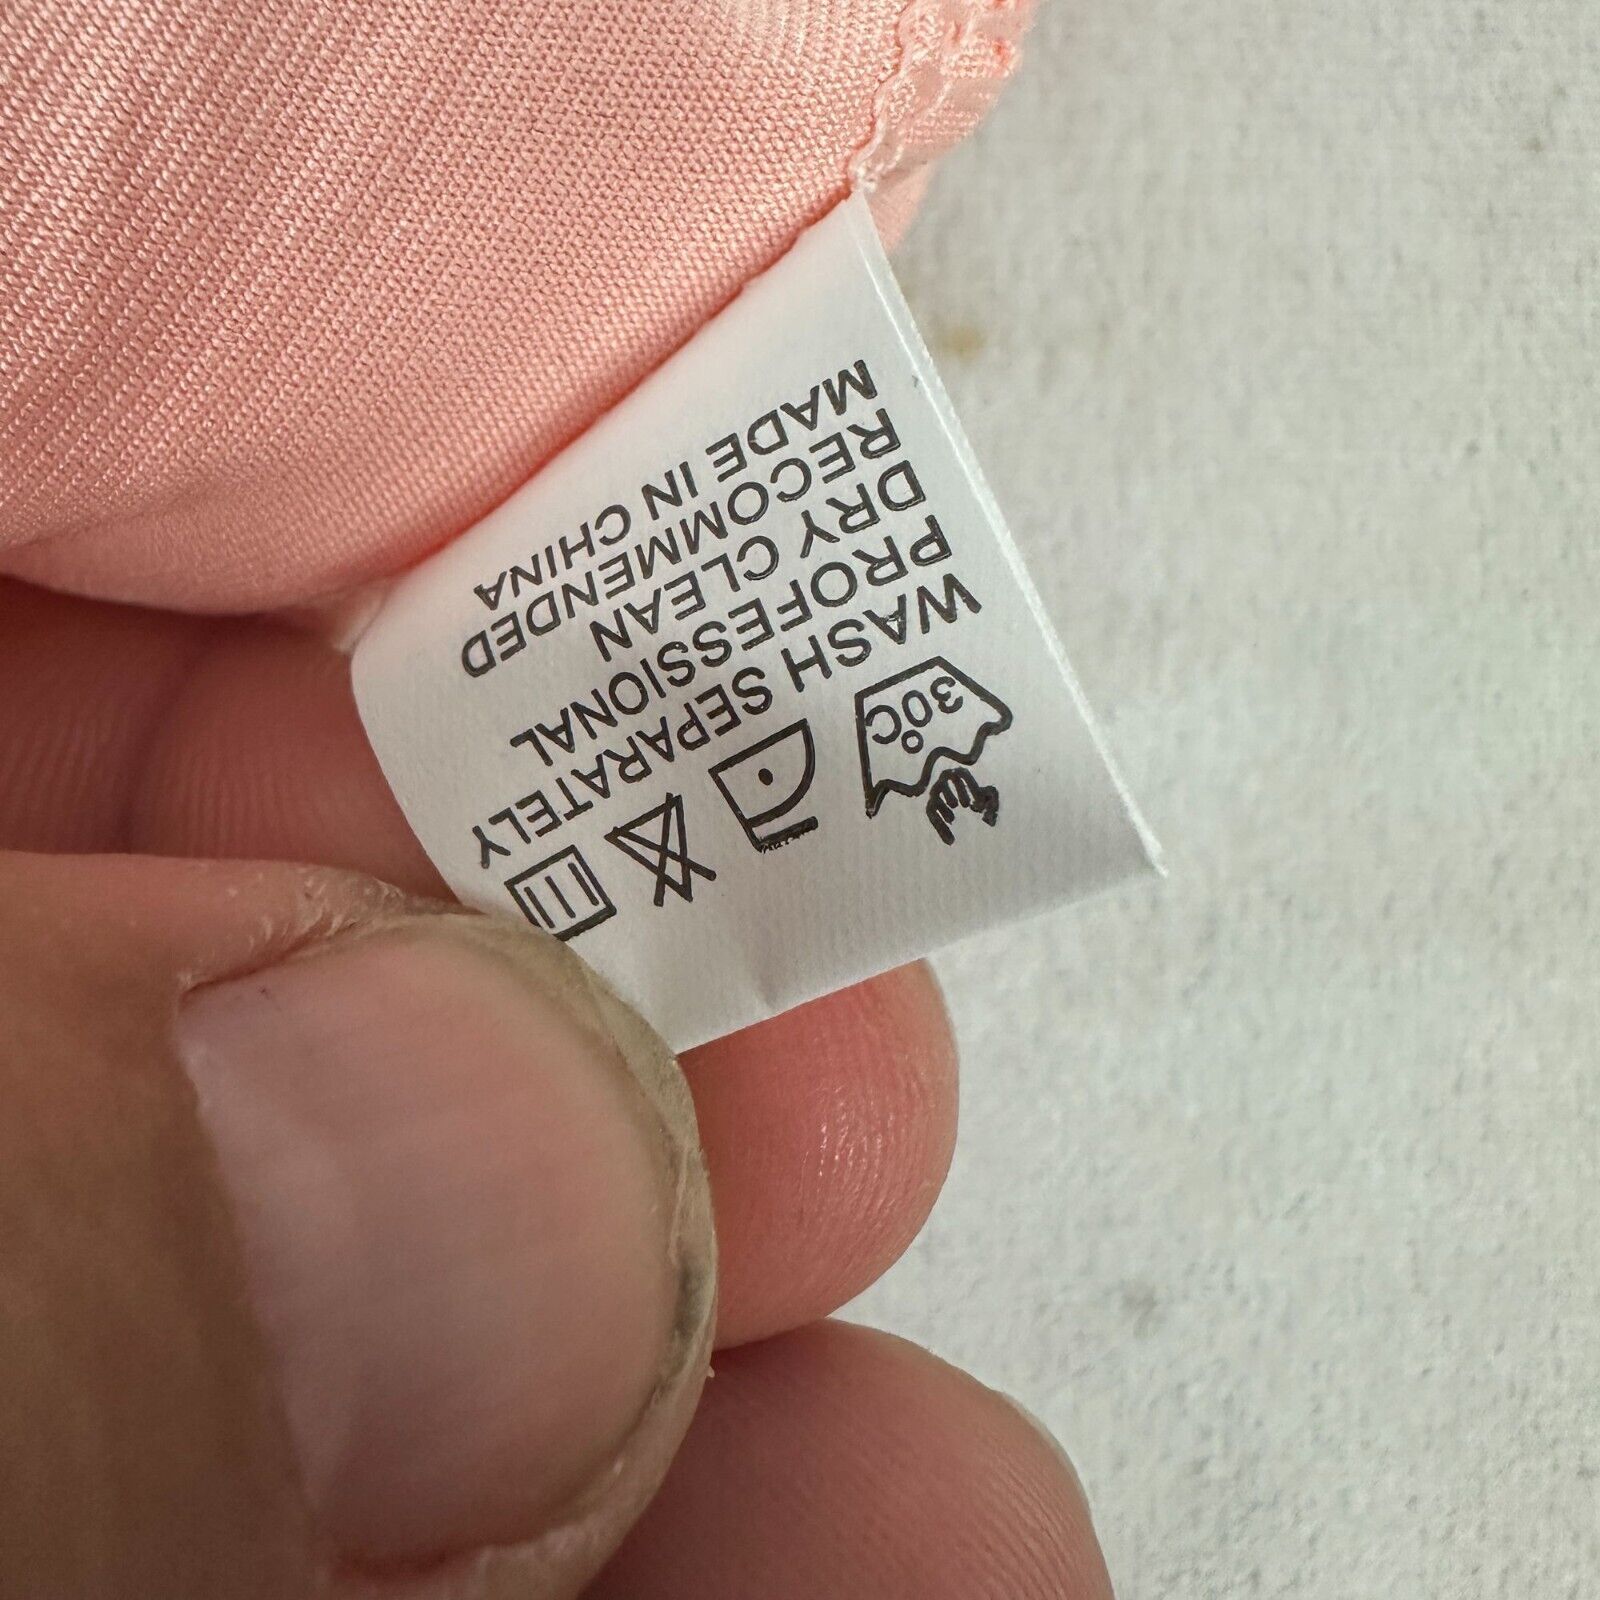 30°C
WASH SEPARATELY
PROFESSIONAL
DRY CLEAN
RECOMMENDED
MADE IN CHINA